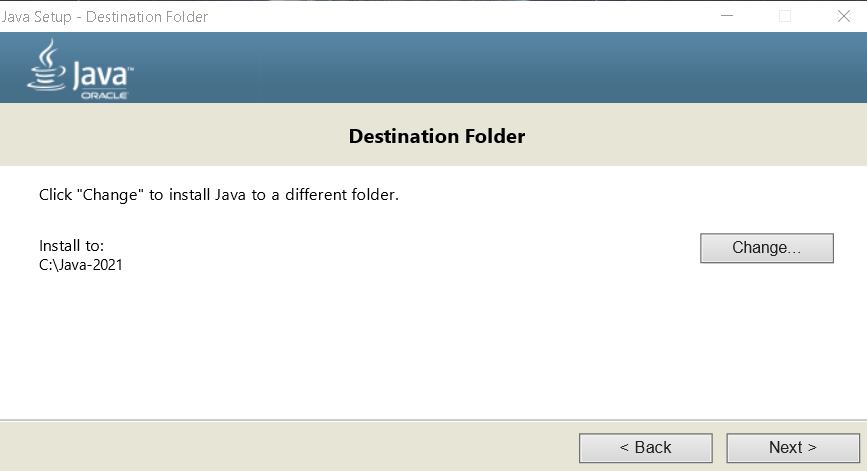 Java Setup - Destination Folder
Java™
ORACLE
Destination Folder
Click "Change" to install Java to a different folder.
Install to:
C:\Java-2021
Change...
< Back
Next >